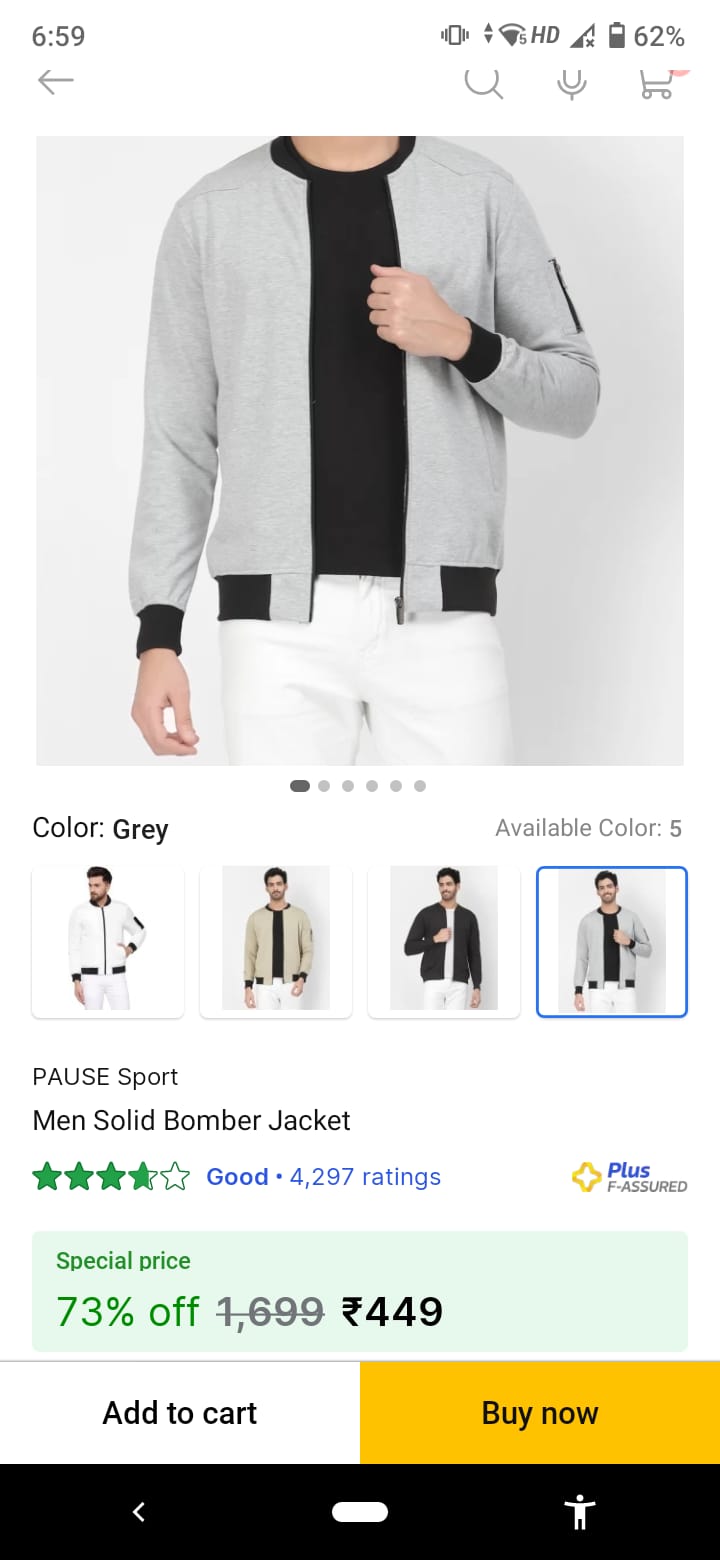 6:59
5 HD 62%
Color: Grey
Available Color: 5
PAUSE Sport
Men Solid Bomber Jacket
Good • 4,297 ratings
Plus
F-ASSURED
Special price
73% off 1,699 ₹449
Add to cart
Buy now